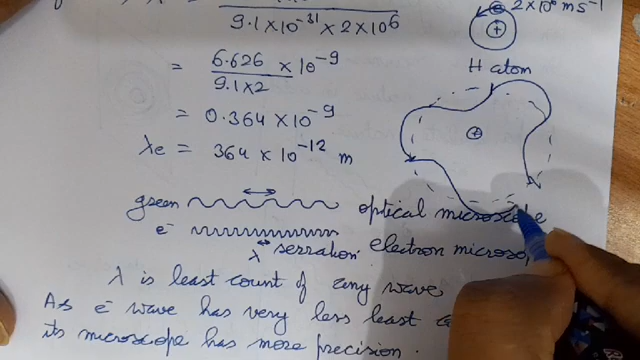 9.1×10⁻³¹ × 2×10⁶
2×10⁶ ms⁻¹
= 6.626 × 10⁻⁹
9.1×2
H atom
= 0.364 × 10⁻⁹
λe = 364 × 10⁻¹² m
green optical microscope
e⁻ electron
λ serration
λ is least count of any wave
As e⁻ wave has very less least
its microscope has more precision.